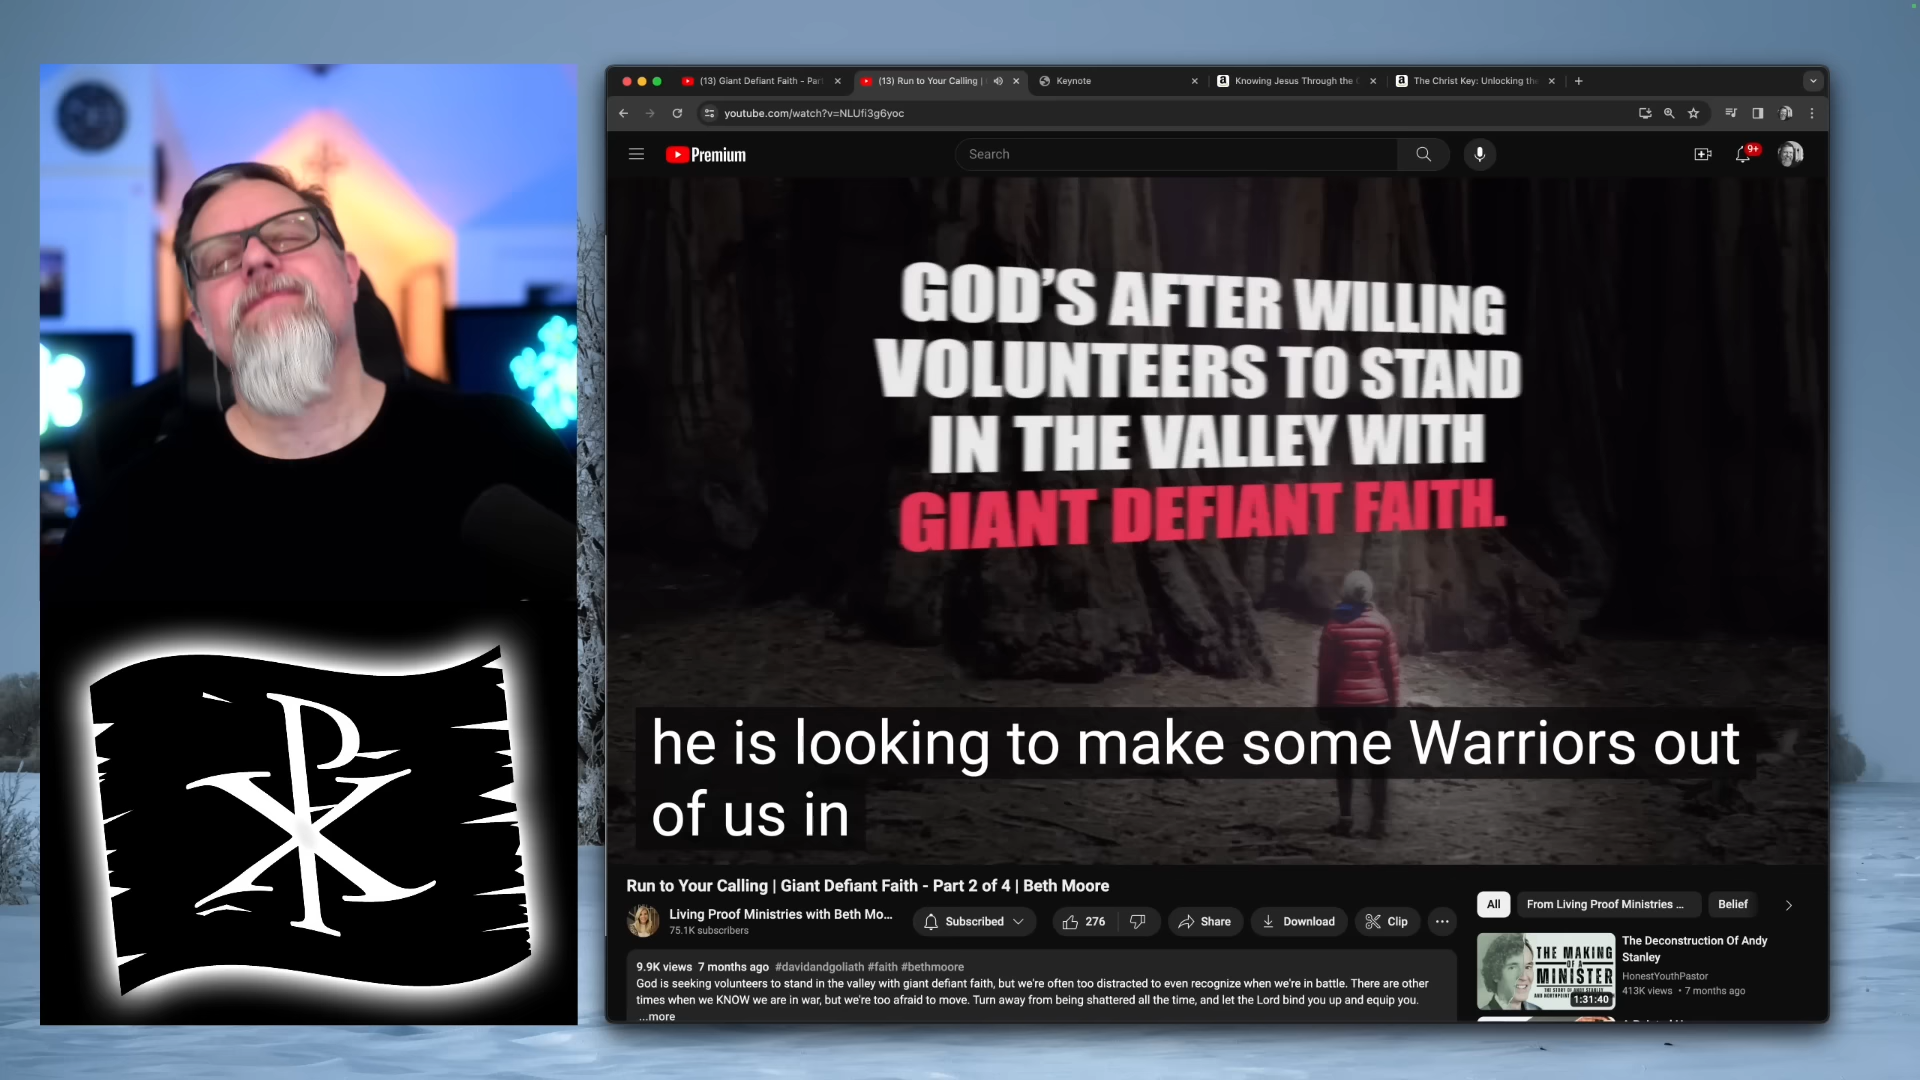 (13) Giant Defiant Faith - Par
(13) Run to Your Calling |
Keynote
Knowing Jesus Through the
The Christ Key: Unlocking the
youtube.com/watch?v=NLUfi3g6yoc
Premium
Search
9+
GOD'S AFTER WILLING
VOLUNTEERS TO STAND
IN THE VALLEY WITH
GIANT DEFIANT FAITH.
he is looking to make some Warriors out
of us in
Run to Your Calling | Giant Defiant Faith - Part 2 of 4 | Beth Moore
Living Proof Ministries with Beth Mo...
75.1K subscribers
Subscribed
276
Share
Download
Clip
All
From Living Proof Ministries ...
Belief
9.9K views 7 months ago #davidandgoliath #faith #bethmoore
God is seeking volunteers to stand in the valley with giant defiant faith, but we're often too distracted to even recognize when we're in battle. There are other
times when we KNOW we are in war, but we're too afraid to move. Turn away from being shattered all the time, and let the Lord bind you up and equip you.
...more
THE MAKING
OF A
MINISTER
1:31:40
The Deconstruction Of Andy
Stanley
HonestYouthPastor
413K views • 7 months ago